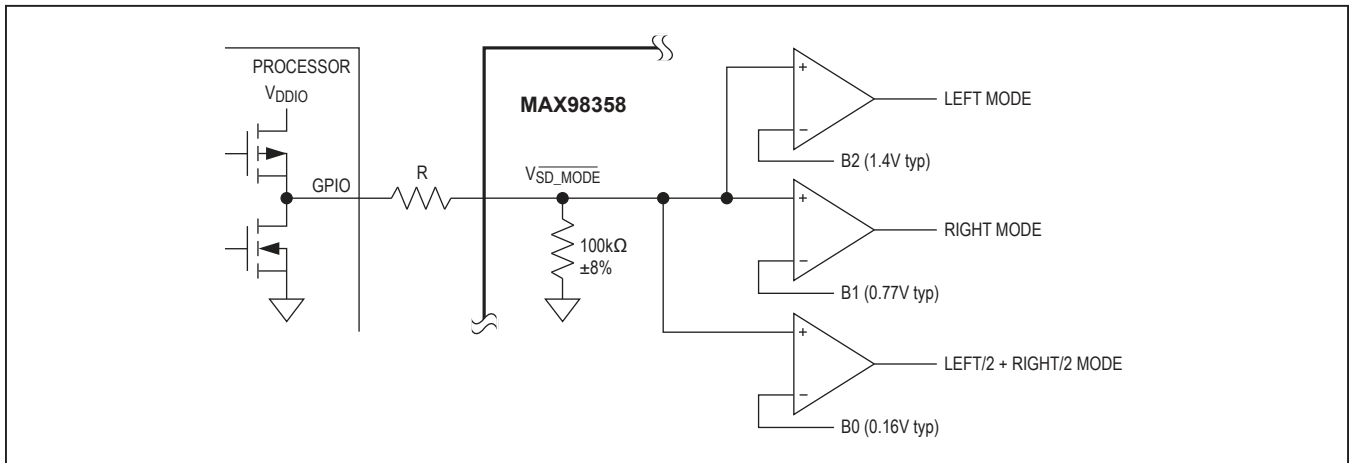 PROCESSOR
VDDIO
GPIO
R
MAX98358
VSD_MODE
100kΩ
±8%
+
−
LEFT MODE
B2 (1.4V typ)
+
−
RIGHT MODE
B1 (0.77V typ)
+
−
LEFT/2 + RIGHT/2 MODE
B0 (0.16V typ)